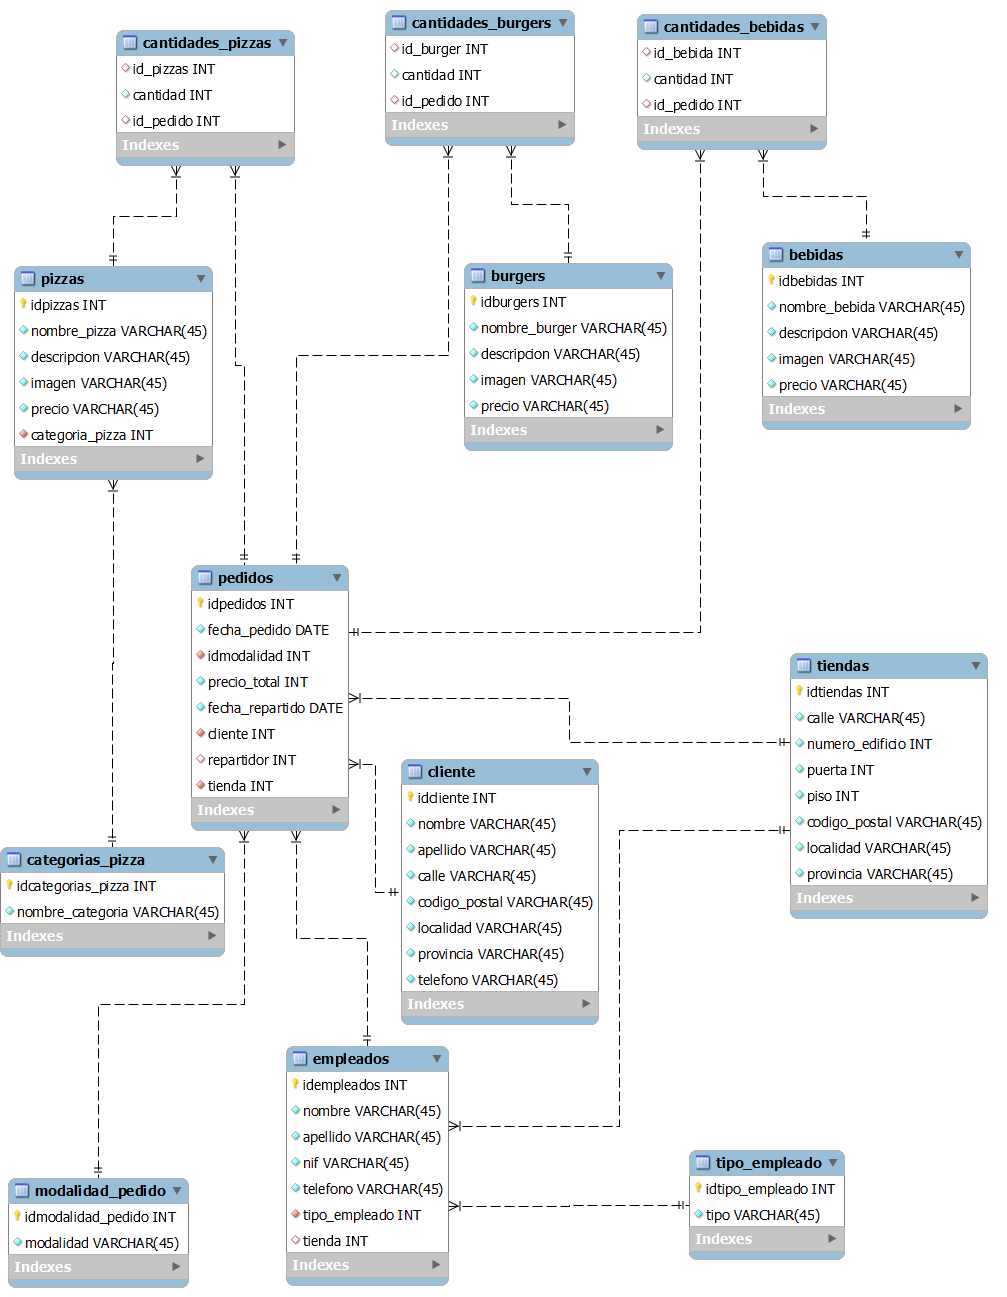 cantidades_pizzas
id_pizzas INT
cantidad INT
id_pedido INT
Indexes
cantidades_burgers
id_burger INT
cantidad INT
id_pedido INT
Indexes
cantidades_bebidas
id_bebida INT
cantidad INT
id_pedido INT
Indexes
pizzas
idpizzas INT
nombre_pizza VARCHAR(45)
descripcion VARCHAR(45)
imagen VARCHAR(45)
precio VARCHAR(45)
categoria_pizza INT
Indexes
burgers
idburgers INT
nombre_burger VARCHAR(45)
descripcion VARCHAR(45)
imagen VARCHAR(45)
precio VARCHAR(45)
Indexes
bebidas
idbebidas INT
nombre_bebida VARCHAR(45)
descripcion VARCHAR(45)
imagen VARCHAR(45)
precio VARCHAR(45)
Indexes
pedidos
idpedidos INT
fecha_pedido DATE
idmodalidad INT
precio_total INT
fecha_repartido DATE
cliente INT
repartidor INT
tienda INT
Indexes
tiendas
idtiendas INT
calle VARCHAR(45)
numero_edificio INT
puerta INT
piso INT
codigo_postal VARCHAR(45)
localidad VARCHAR(45)
provincia VARCHAR(45)
Indexes
cliente
idcliente INT
nombre VARCHAR(45)
apellido VARCHAR(45)
calle VARCHAR(45)
codigo_postal VARCHAR(45)
localidad VARCHAR(45)
provincia VARCHAR(45)
telefono VARCHAR(45)
Indexes
categorias_pizza
idcategorias_pizza INT
nombre_categoria VARCHAR(45)
Indexes
empleados
idempleados INT
nombre VARCHAR(45)
apellido VARCHAR(45)
nif VARCHAR(45)
telefono VARCHAR(45)
tipo_empleado INT
tienda INT
Indexes
tipo_empleado
idtipo_empleado INT
tipo VARCHAR(45)
Indexes
modalidad_pedido
idmodalidad_pedido INT
modalidad VARCHAR(45)
Indexes